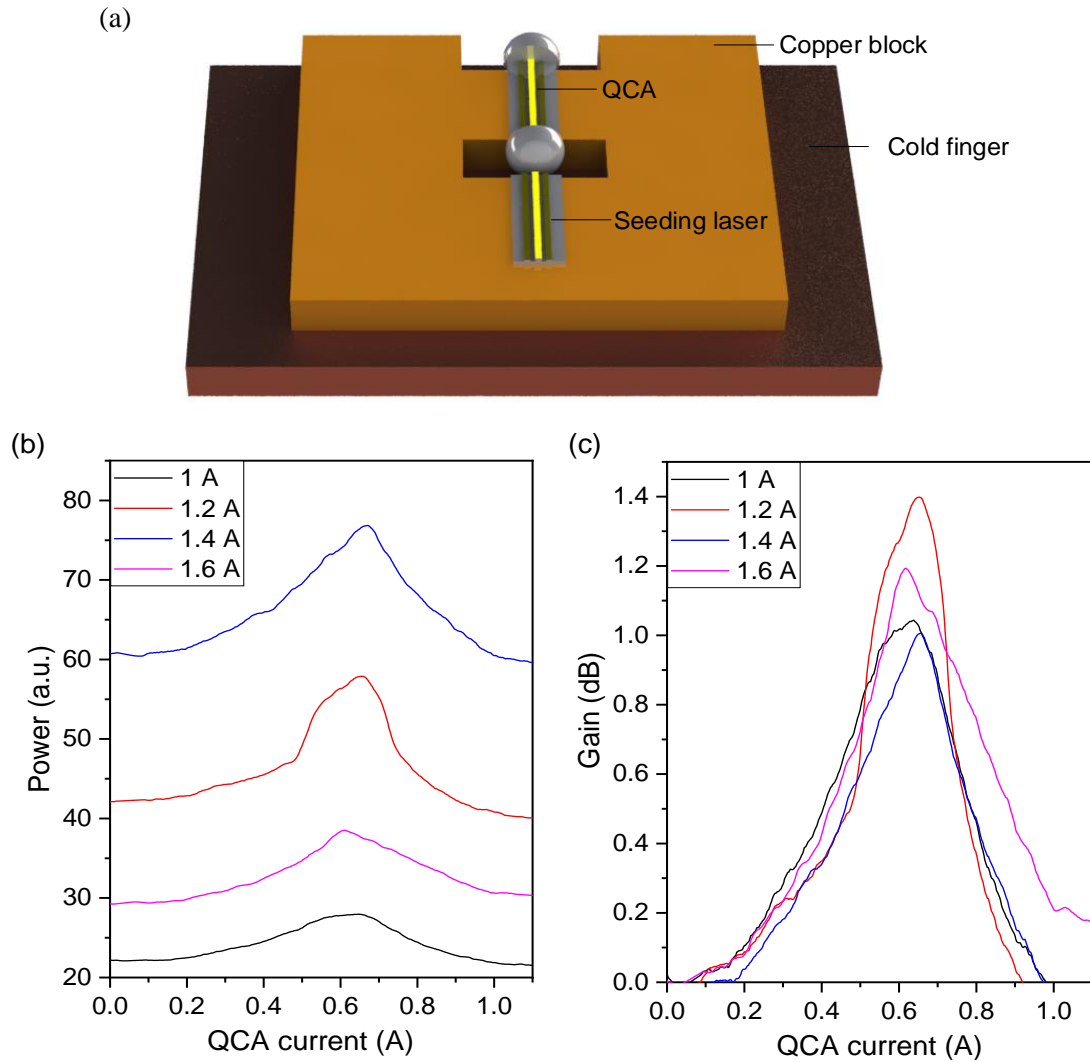 (a)
Copper block
QCA
Cold finger
Seeding laser
(b)
1 A
1.2 A
1.4 A
1.6 A
80
70
60
50
40
30
20
Power (a.u.)
0.0 0.2 0.4 0.6 0.8 1.0
QCA current (A)
(c)
1 A
1.2 A
1.4 A
1.6 A
1.4
1.2
1.0
0.8
0.6
0.4
0.2
0.0
Gain (dB)
0.0 0.2 0.4 0.6 0.8 1.0
QCA current (A)